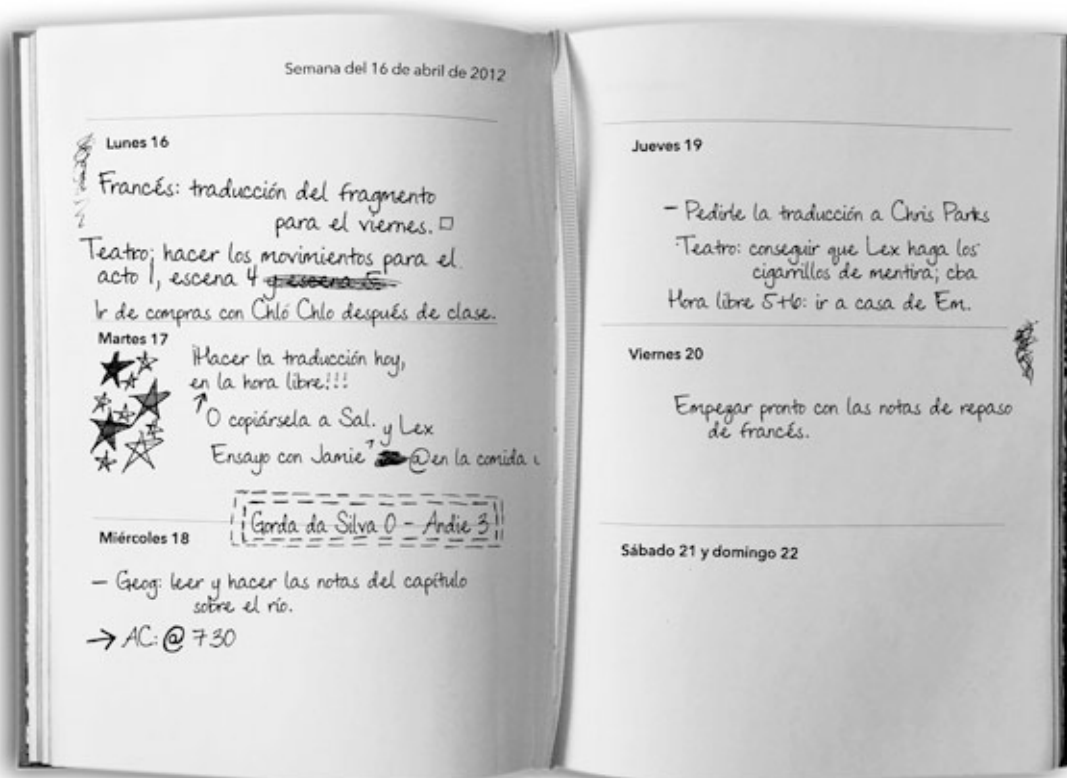 Semana del 16 de abril de 2012
Lunes 16
Francés: traducción del fragmento
para el viernes.
Teatro; hacer los movimientos para el
acto 1, escena 4 y escena 5
Ir de compras con Chló Chlo después de clase.
Martes 17
¡Hacer la traducción hoy,
en la hora libre!!!
O copiársela a Sal.
y Lex
Ensayo con Jamie @ en la comida
Gorda da Silva 0 - Andie 3
Miércoles 18
- Geog: leer y hacer las notas del capítulo
sobre el río.
→ AC: @ 730
Jueves 19
- Pedirle la traducción a Chris Parks
Teatro: conseguir que Lex haga los
cigarrillos de mentira; cba
Hora libre 5+6: ir a casa de Em.
Viernes 20
Empezar pronto con las notas de repaso
de francés.
Sábado 21 y domingo 22